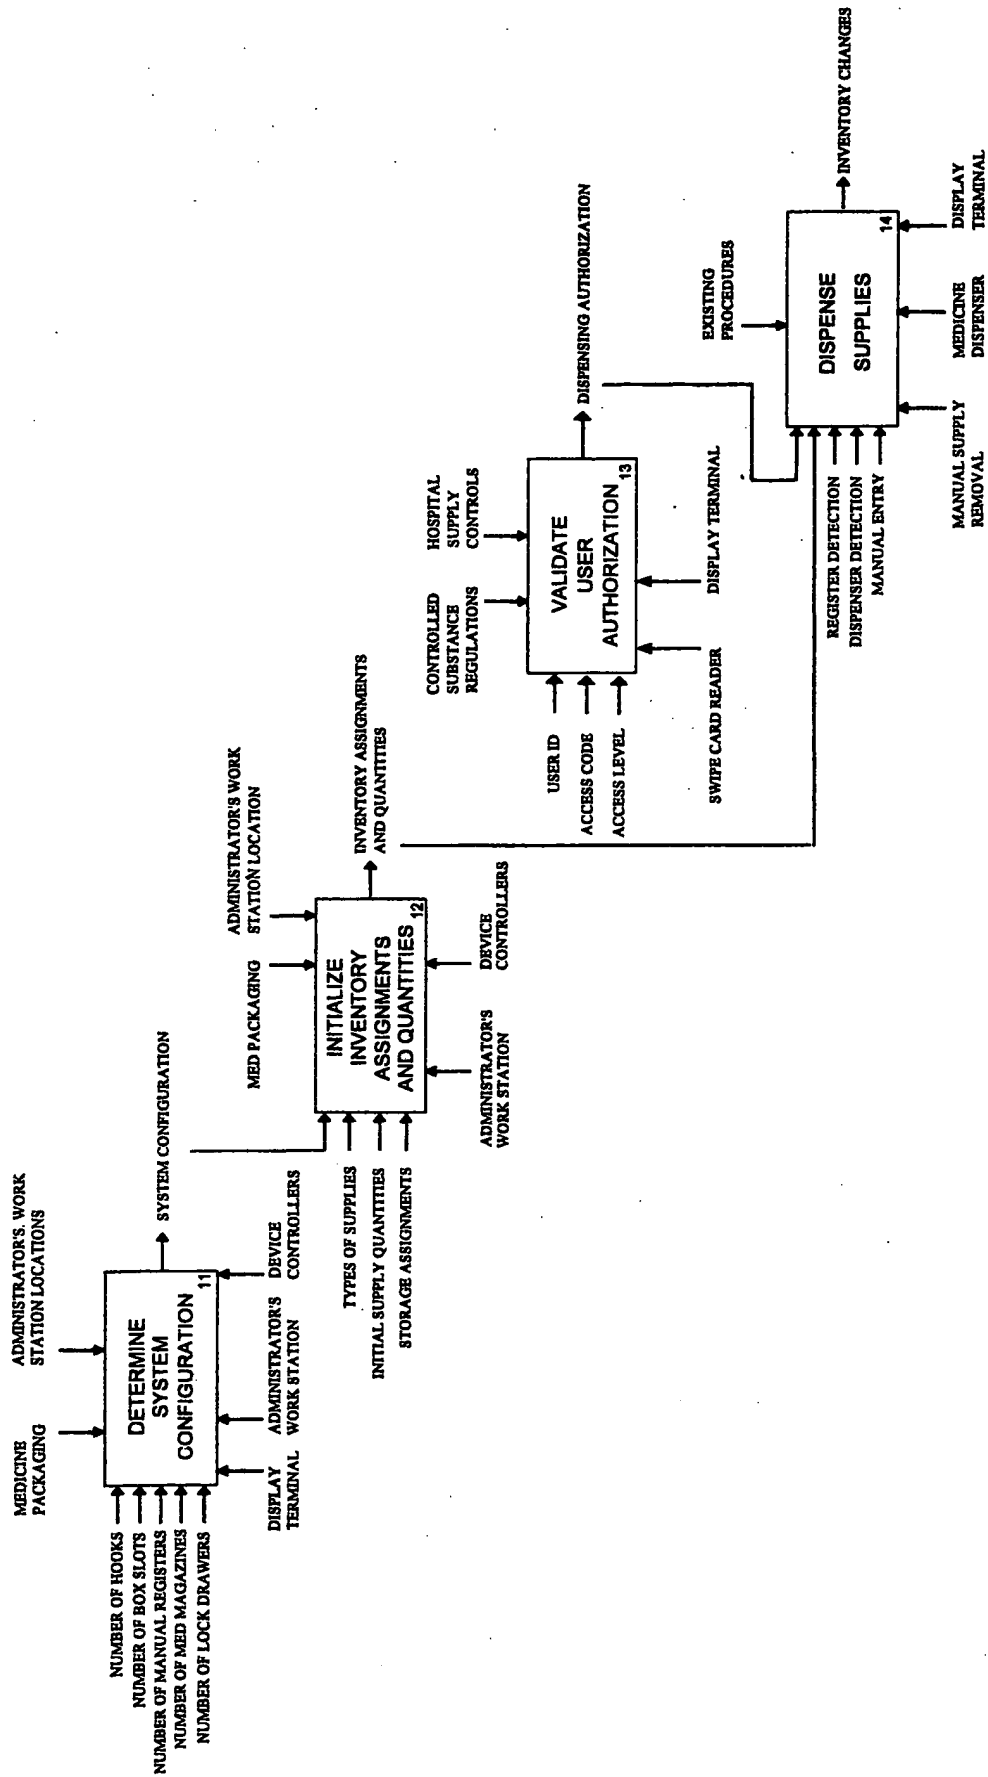 MEDICINE
PACKAGING
ADMINISTRATOR'S. WORK
STATION LOCATIONS
NUMBER OF HOOKS
NUMBER OF BOX SLOTS
NUMBER OF MANUAL REGISTERS
NUMBER OF MED MAGAZINES
NUMBER OF LOCK DRAWERS
DETERMINE
SYSTEM
CONFIGURATION
11
SYSTEM CONFIGURATION
DISPLAY
TERMINAL
ADMINISTRATOR'S
WORK STATION
DEVICE
CONTROLLERS
MED PACKAGING
ADMINISTRATOR'S WORK
STATION LOCATION
TYPES OF SUPPLIES
INITIAL SUPPLY QUANTITIES
STORAGE ASSIGNMENTS
INITIALIZE
INVENTORY
ASSIGNMENTS
AND QUANTITIES
12
INVENTORY ASSIGNMENTS
AND QUANTITIES
ADMINISTRATOR'S
WORK STATION
DEVICE
CONTROLLERS
CONTROLLED
SUBSTANCE
REGULATIONS
HOSPITAL
SUPPLY
CONTROLS
USER ID
ACCESS CODE
ACCESS LEVEL
VALIDATE
USER
AUTHORIZATION
13
DISPENSING AUTHORIZATION
SWIPE CARD READER
DISPLAY TERMINAL
EXISTING
PROCEDURES
REGISTER DETECTION
DISPENSER DETECTION
MANUAL ENTRY
DISPENSE
SUPPLIES
14
INVENTORY CHANGES
MANUAL SUPPLY
REMOVAL
MEDICINE
DISPENSER
DISPLAY
TERMINAL